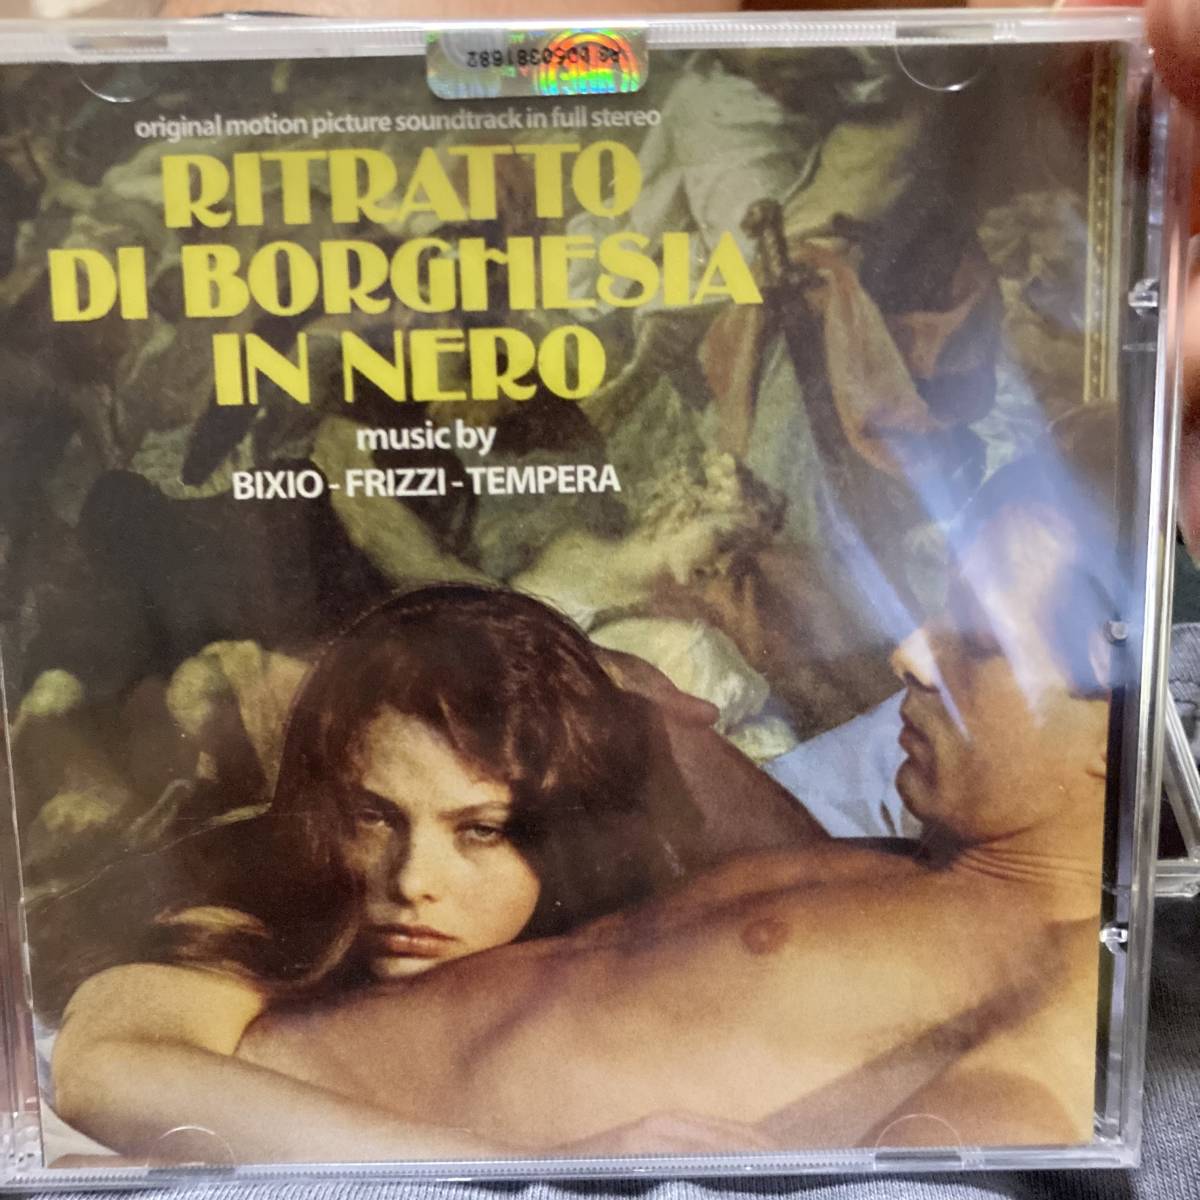 original motion picture soundtrack in full stereo
RITRATTO
DI BORGHESIA
IN NERO
music by
BIXIO - FRIZZI - TEMPERA